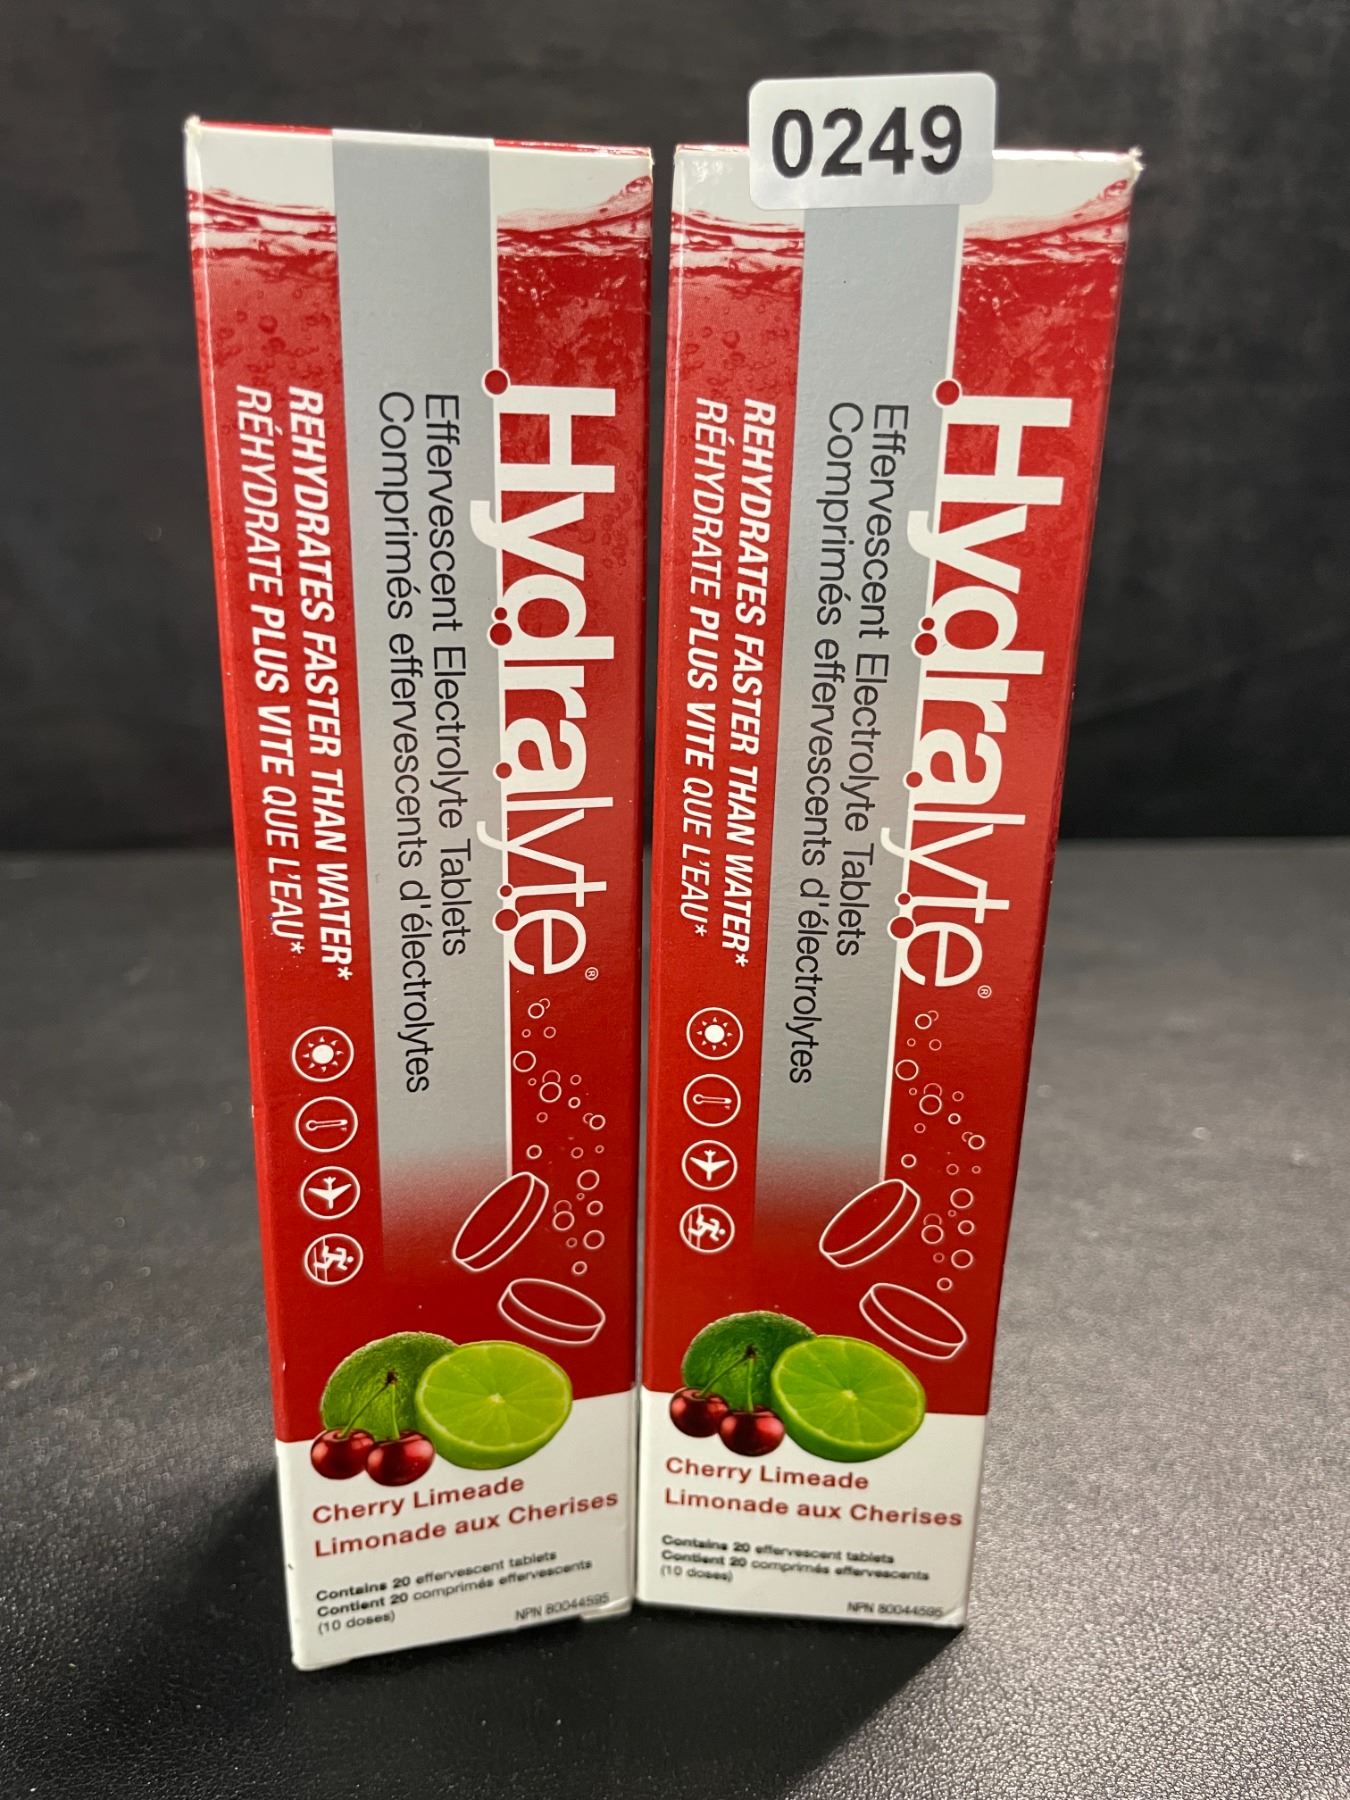 0249
Hydralyte®
Effervescent Electrolyte Tablets
Comprimés effervescents d'électrolytes
REHYDRATES FASTER THAN WATER*
RÉHYDRATE PLUS VITE QUE L'EAU*
Cherry Limeade
Limonade aux Cherises
Contains 20 effervescent tablets
Contient 20 comprimés effervescents
(10 doses)
NPN 80044595
Hydralyte®
Effervescent Electrolyte Tablets
Comprimés effervescents d'électrolytes
REHYDRATES FASTER THAN WATER*
RÉHYDRATE PLUS VITE QUE L'EAU*
Cherry Limeade
Limonade aux Cherises
Contains 20 effervescent tablets
Contient 20 comprimés effervescents
(10 doses)
NPN 80044595